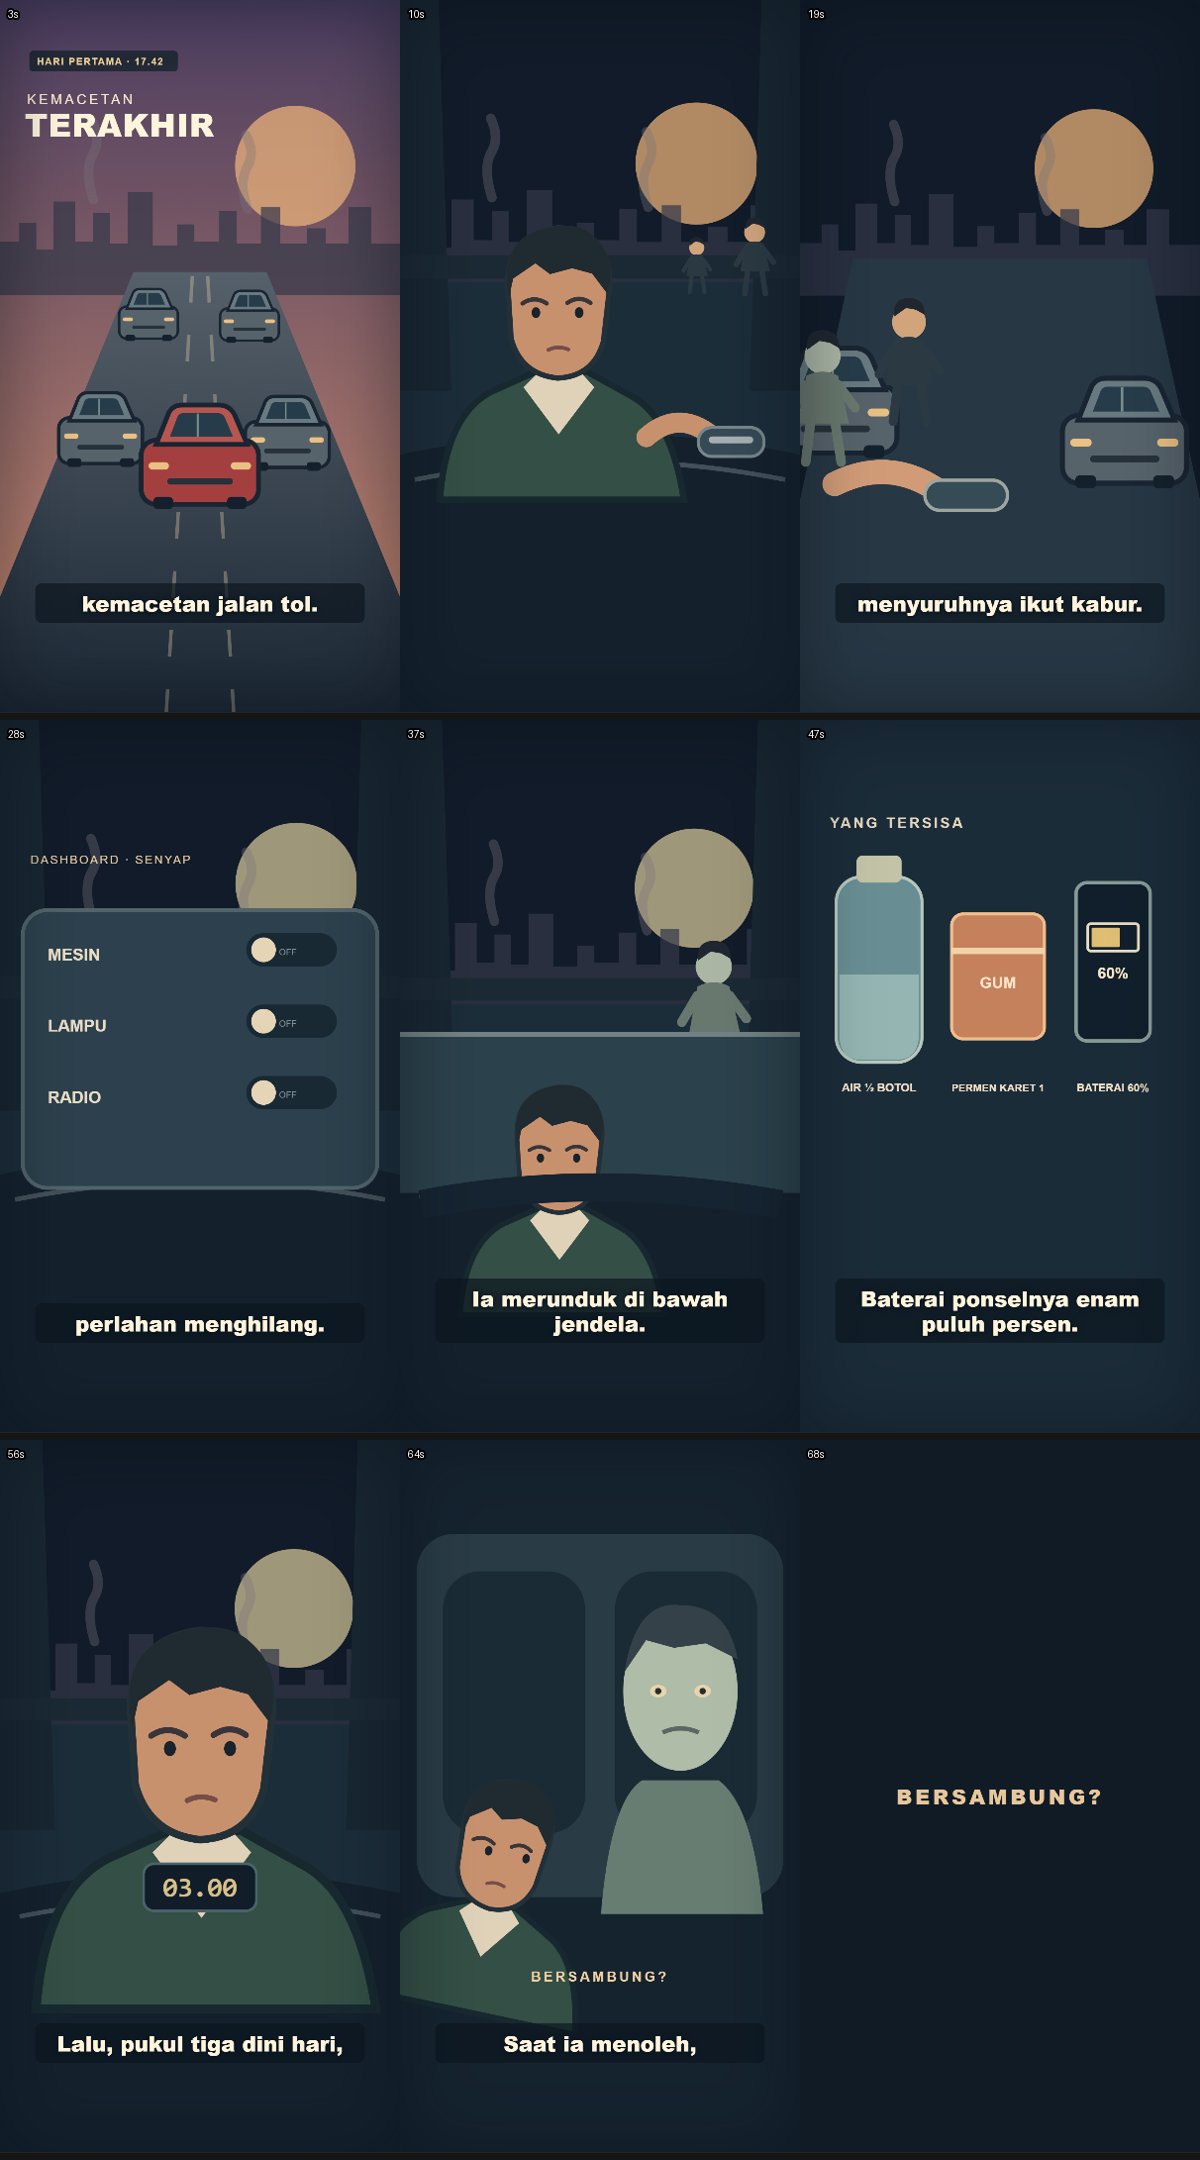 3s
HARI PERTAMA · 17.42
KEMACETAN
TERAKHIR
kemacetan jalan tol.
10s
19s
menyuruhnya ikut kabur.
28s
DASHBOARD · SENYAP
MESIN
OFF
LAMPU
OFF
RADIO
OFF
perlahan menghilang.
37s
Ia merunduk di bawah
jendela.
47s
YANG TERSISA
GUM
60%
AIR ½ BOTOL
PERMEN KARET 1
BATERAI 60%
Baterai ponselnya enam
puluh persen.
56s
03.00
Lalu, pukul tiga dini hari,
64s
BERSAMBUNG?
Saat ia menoleh,
68s
BERSAMBUNG?